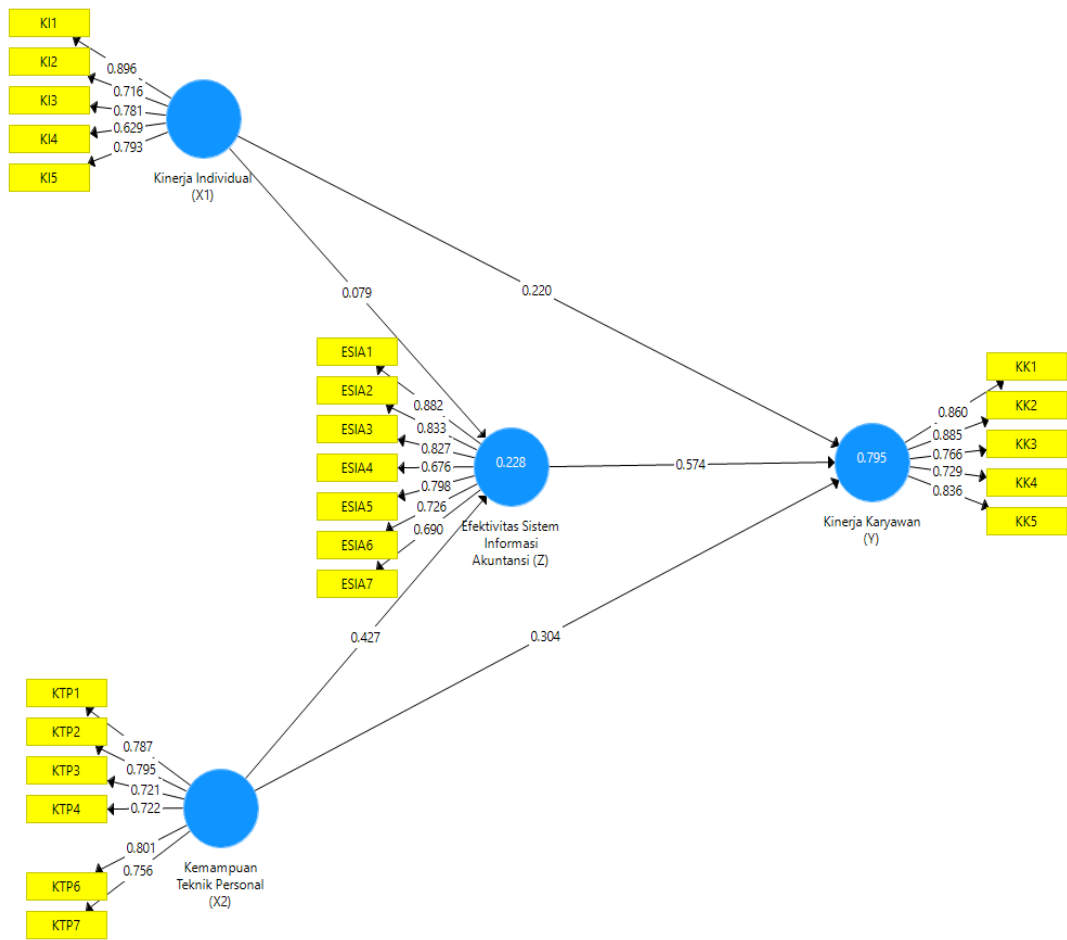 KI1
KI2
KI3
KI4
KI5
0.896
0.716
0.781
0.629
0.793
Kinerja Individual
(X1)
0.079
0.220
ESIA1
ESIA2
ESIA3
ESIA4
ESIA5
ESIA6
ESIA7
0.882
0.833
0.827
0.676
0.798
0.726
0.690
0.228
Efektivitas Sistem
Informasi
Akuntansi (Z)
0.574
0.795
Kinerja Karyawan
(Y)
0.860
0.885
0.766
0.729
0.836
KK1
KK2
KK3
KK4
KK5
0.427
0.304
KTP1
KTP2
KTP3
KTP4
KTP6
KTP7
0.787
0.795
0.721
0.722
0.801
0.756
Kemampuan
Teknik Personal
(X2)